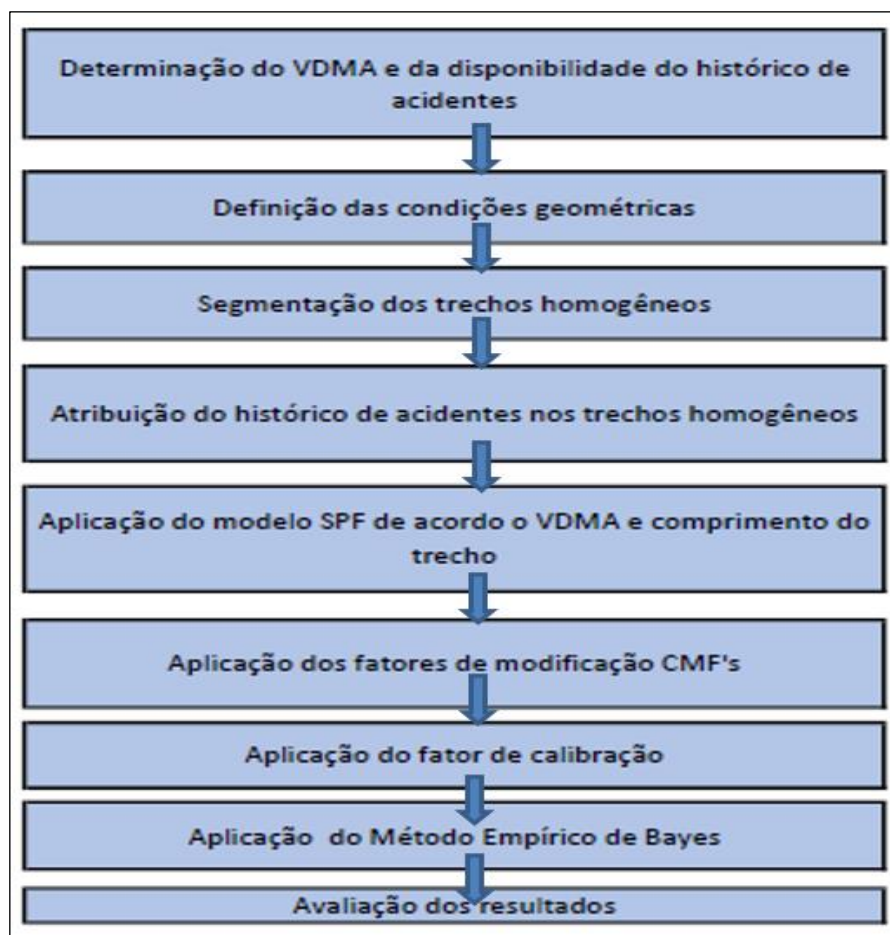 Determinação do VDMA e da disponibilidade do histórico de
acidentes
Definição das condições geométricas
Segmentação dos trechos homogêneos
Atribuição do histórico de acidentes nos trechos homogêneos
Aplicação do modelo SPF de acordo o VDMA e comprimento do
trecho
Aplicação dos fatores de modificação CMF's
Aplicação do fator de calibração
Aplicação do Método Empírico de Bayes
Avaliação dos resultados